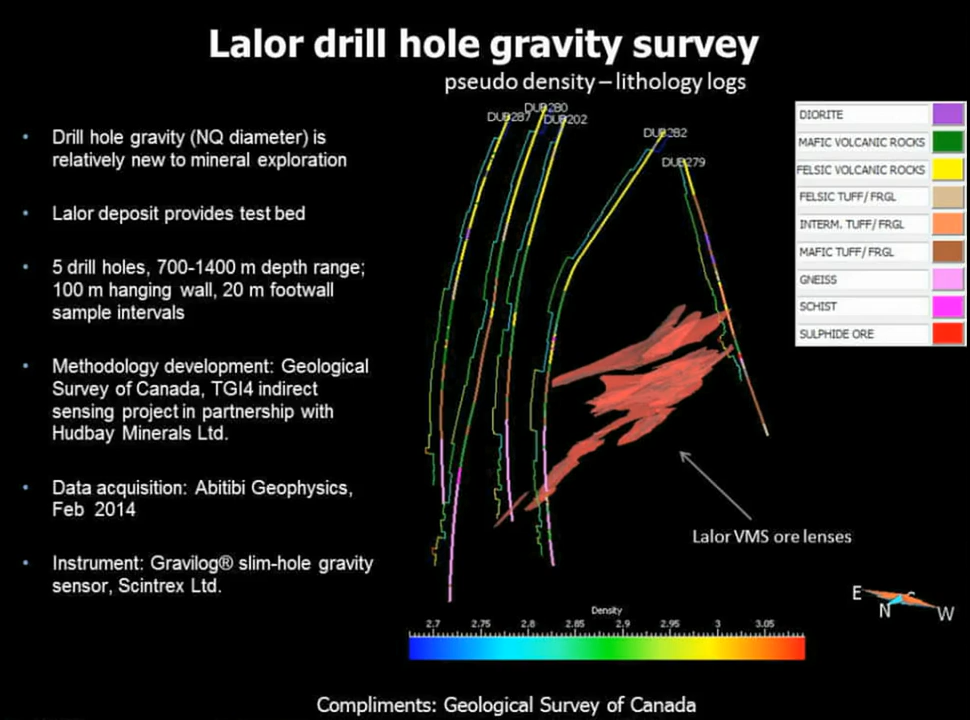 Lalor drill hole gravity survey
pseudo density – lithology logs
• Drill hole gravity (NQ diameter) is
relatively new to mineral exploration
• Lalor deposit provides test bed
• 5 drill holes, 700-1400 m depth range;
100 m hanging wall, 20 m footwall
sample intervals
• Methodology development: Geological
Survey of Canada, TGI4 indirect
sensing project in partnership with
Hudbay Minerals Ltd.
• Data acquisition: Abitibi Geophysics,
Feb 2014
• Instrument: Gravilog® slim-hole gravity
sensor, Scintrex Ltd.
DUB287
DUB280
DUB202
DUB282
DUB279
DIORITE
MAFIC VOLCANIC ROCKS
FELSIC VOLCANIC ROCKS
FELSIC TUFF/ FRGL
INTERM. TUFF/ FRGL
MAFIC TUFF/ FRGL
GNEISS
SCHIST
SULPHIDE ORE
Lalor VMS ore lenses
E
N
S
W
Density
2.7 2.75 2.8 2.85 2.9 2.95 3 3.05
Compliments: Geological Survey of Canada